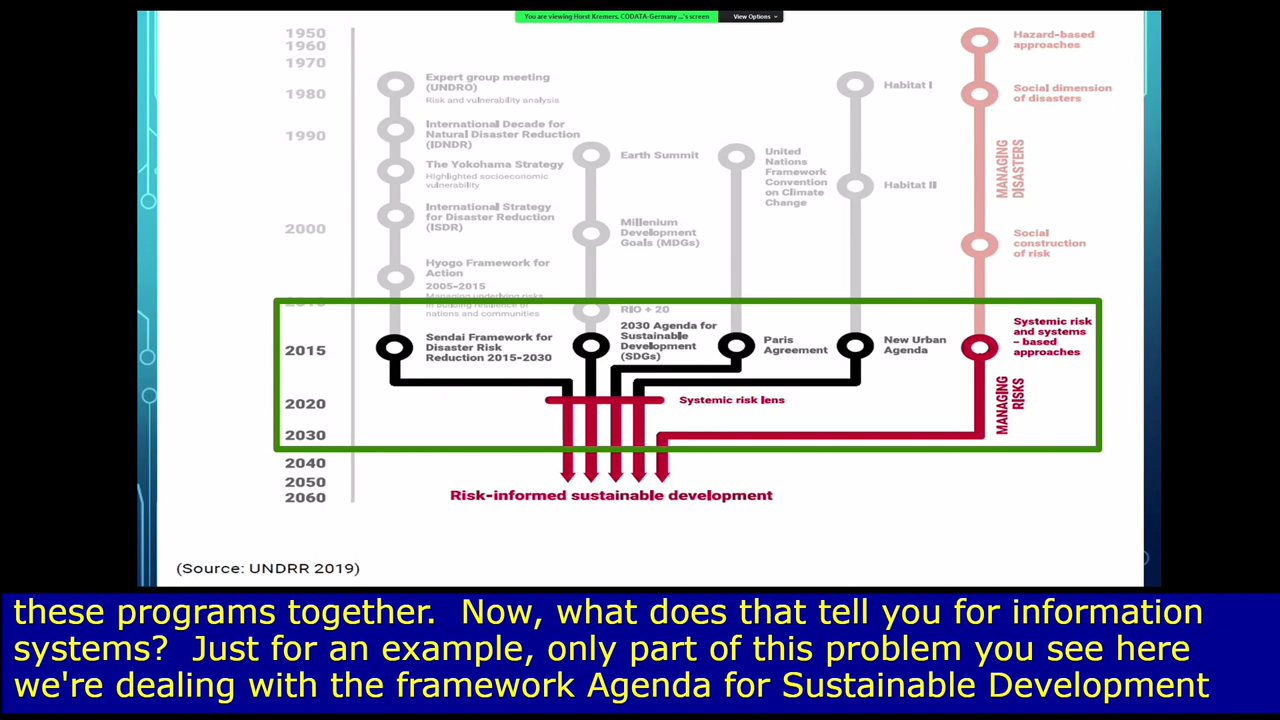 You are viewing Horst Kremers, CODATA-Germany ...'s screen
View Options
1950
1960
1970
1980
1990
2000
2015
2020
2030
2040
2050
2060
Expert group meeting
(UNDRO)
Risk and vulnerability analysis
International Decade for
Natural Disaster Reduction
(IDNDR)
The Yokohama Strategy
Highlighted socioeconomic
vulnerability
International Strategy
for Disaster Reduction
(ISDR)
Hyogo Framework for
Action
2005-2015
Managing underlying risks
in building resilience of
nations and communities
Sendai Framework for
Disaster Risk
Reduction 2015-2030
Earth Summit
Millenium
Development
Goals (MDGs)
RIO + 20
2030 Agenda for
Sustainable
Development
(SDGs)
United
Nations
Framework
Convention
on Climate
Change
Paris
Agreement
Habitat I
Habitat II
New Urban
Agenda
Hazard-based
approaches
Social dimension
of disasters
MANAGING
DISASTERS
Social
construction
of risk
Systemic risk
and systems
– based
approaches
MANAGING
RISKS
Systemic risk lens
Risk-informed sustainable development
(Source: UNDRR 2019)
these programs together. Now, what does that tell you for information
systems? Just for an example, only part of this problem you see here
we're dealing with the framework Agenda for Sustainable Development